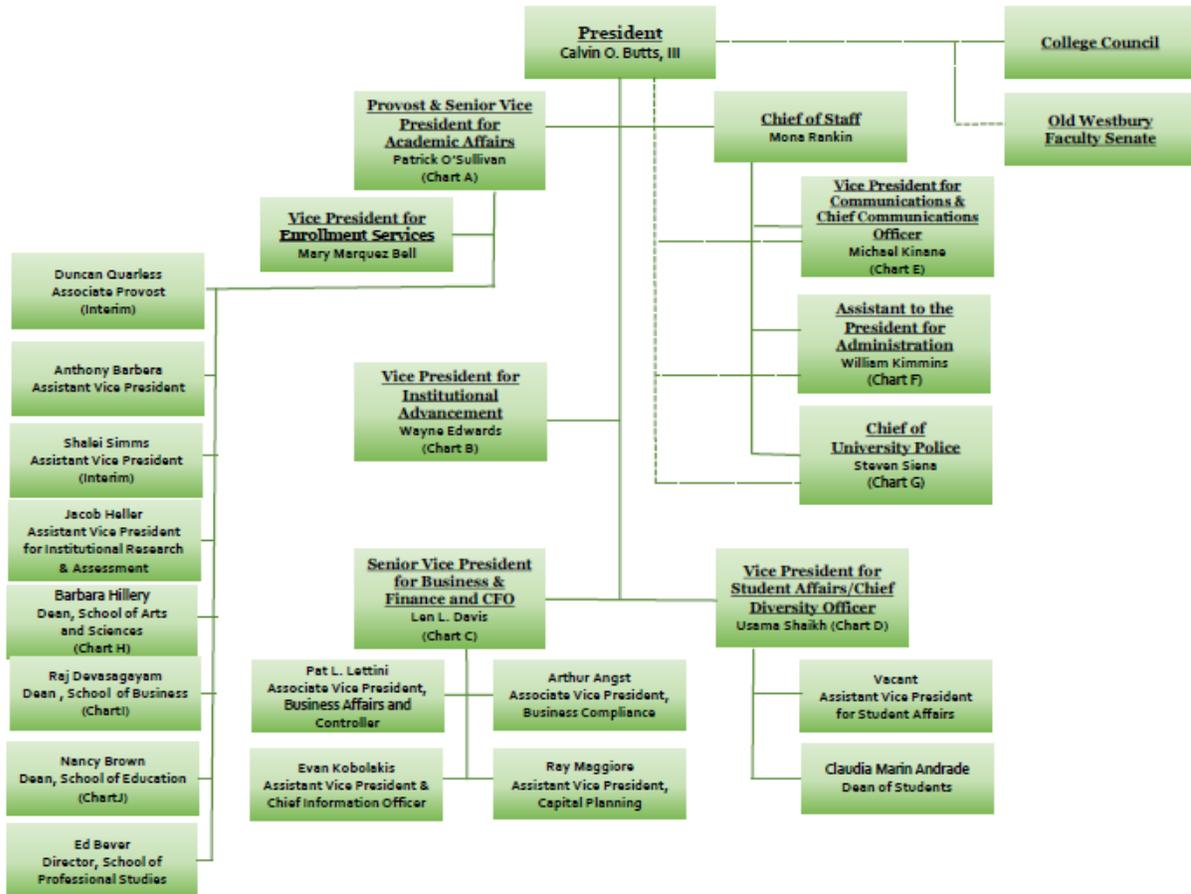 President
Calvin O. Butts, III
College Council
Old Westbury
Faculty Senate
Provost & Senior Vice
President for
Academic Affairs
Patrick O'Sullivan
(Chart A)
Chief of Staff
Mona Rankin
Vice President for
Enrollment Services
Mary Marquez Bell
Vice President for
Communications &
Chief Communications
Officer
Michael Kinane
(Chart E)
Assistant to the
President for
Administration
William Kimmins
(Chart F)
Chief of
University Police
Steven Siena
(Chart G)
Duncan Quarless
Associate Provost
(Interim)
Anthony Barbera
Assistant Vice President
Shalei Simms
Assistant Vice President
(Interim)
Jacob Heller
Assistant Vice President
for Institutional Research
& Assessment
Barbara Hillery
Dean, School of Arts
and Sciences
(Chart H)
Raj Devasagayam
Dean , School of Business
(ChartI)
Nancy Brown
Dean, School of Education
(ChartJ)
Ed Bever
Director, School of
Professional Studies
Vice President for
Institutional
Advancement
Wayne Edwards
(Chart B)
Senior Vice President
for Business &
Finance and CFO
Len L. Davis
(Chart C)
Pat L. Lettini
Associate Vice President,
Business Affairs and
Controller
Arthur Angst
Associate Vice President,
Business Compliance
Evan Kobolakis
Assistant Vice President &
Chief Information Officer
Ray Maggiore
Assistant Vice President,
Capital Planning
Vice President for
Student Affairs/Chief
Diversity Officer
Usama Shaikh (Chart D)
Vacant
Assistant Vice President
for Student Affairs
Claudia Marin Andrade
Dean of Students